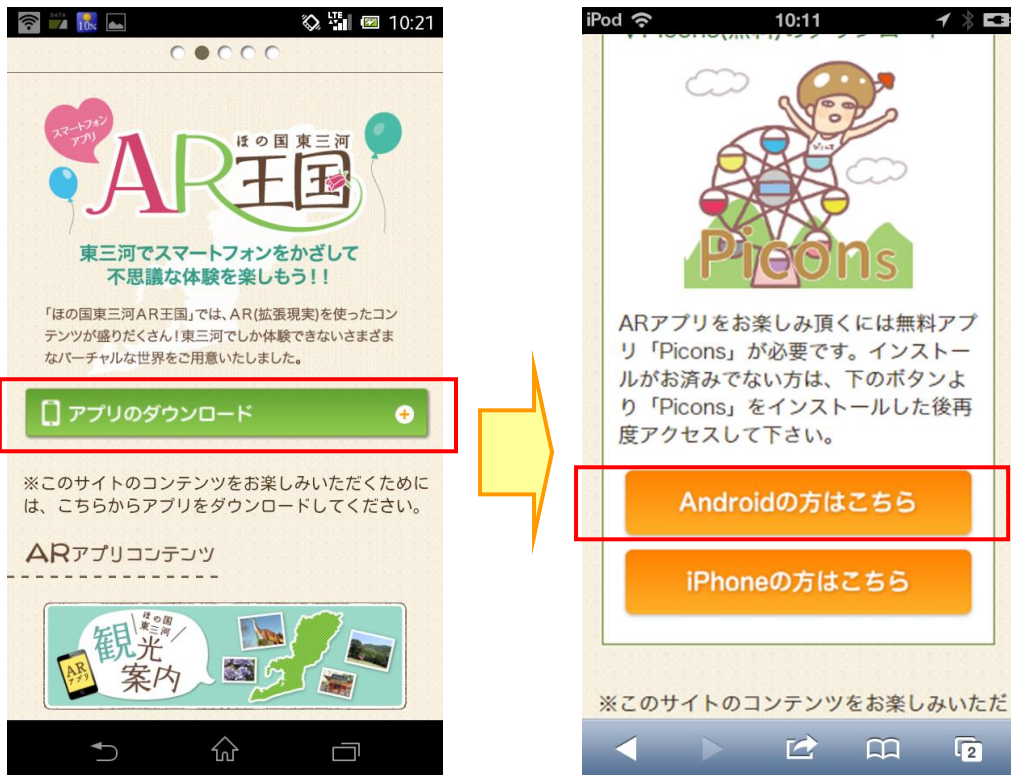 10%
LTE
10:21
スマートフォン
アプリ
ほの国東三河
AR王国
東三河でスマートフォンをかざして
不思議な体験を楽しもう!!
「ほの国東三河AR王国」では、AR(拡張現実)を使ったコン
テンツが盛りだくさん!東三河でしか体験できないさまざま
なバーチャルな世界をご用意いたしました。
アプリのダウンロード
※このサイトのコンテンツをお楽しみいただくために
は、こちらからアプリをダウンロードしてください。
ARアプリコンテンツ
ほの国
東三河
観光
案内
AR
アプリ
iPod
10:11
Picons
ARアプリをお楽しみ頂くには無料アプ
リ「Picons」が必要です。インストー
ルがお済みでない方は、下のボタンよ
り「Picons」をインストールした後再
度アクセスして下さい。
Androidの方はこちら
iPhoneの方はこちら
※このサイトのコンテンツをお楽しみいただ
2